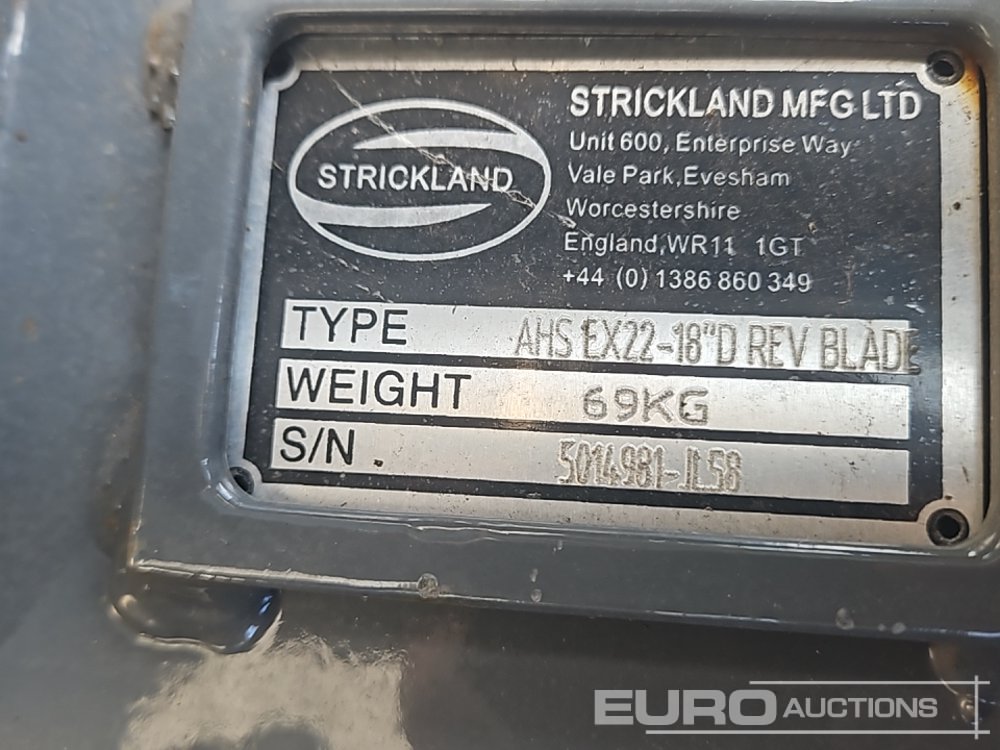 STRICKLAND
STRICKLAND MFG LTD
Unit 600, Enterprise Way
Vale Park,Evesham
Worcestershire
England,WR11 1GT
+44 (0) 1386 860 349
TYPE AHS EX22-18"D REV BLADE
WEIGHT 69KG
S/N 5014981-JL58
EURO AUCTIONS